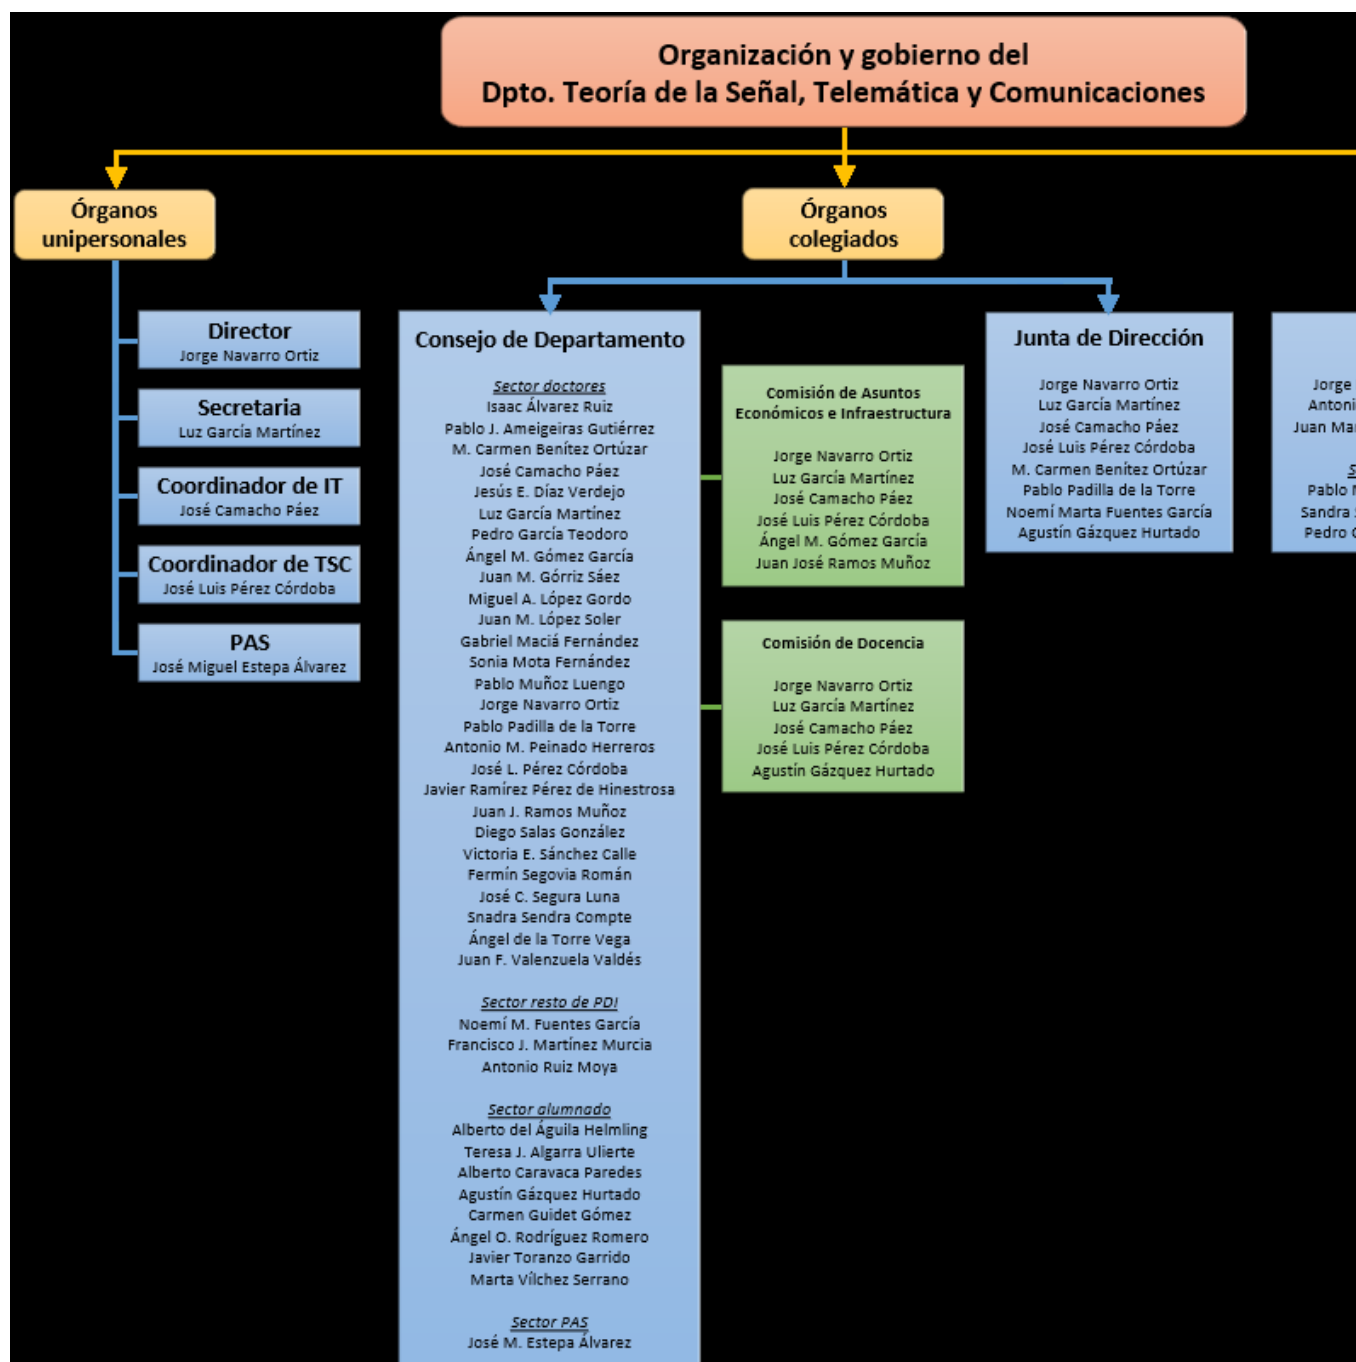 Organización y gobierno del
Dpto. Teoría de la Señal, Telemática y Comunicaciones
Órganos
unipersonales
Director
Jorge Navarro Ortiz
Secretaria
Luz García Martínez
Coordinador de IT
José Camacho Páez
Coordinador de TSC
José Luis Pérez Córdoba
PAS
José Miguel Estepa Álvarez
Órganos
colegiados
Consejo de Departamento
Sector doctores
Isaac Álvarez Ruiz
Pablo J. Ameigeiras Gutiérrez
M. Carmen Benítez Ortúzar
José Camacho Páez
Jesús E. Díaz Verdejo
Luz García Martínez
Pedro García Teodoro
Ángel M. Gómez García
Juan M. Górriz Sáez
Miguel A. López Gordo
Juan M. López Soler
Gabriel Maciá Fernández
Sonia Mota Fernández
Pablo Muñoz Luengo
Jorge Navarro Ortiz
Pablo Padilla de la Torre
Antonio M. Peinado Herreros
José L. Pérez Córdoba
Javier Ramírez Pérez de Hinestrosa
Juan J. Ramos Muñoz
Diego Salas González
Victoria E. Sánchez Calle
Fermín Segovia Román
José C. Segura Luna
Snadra Sendra Compte
Ángel de la Torre Vega
Juan F. Valenzuela Valdés
Sector resto de PDI
Noemí M. Fuentes García
Francisco J. Martínez Murcia
Antonio Ruiz Moya
Sector alumnado
Alberto del Águila Helmling
Teresa J. Algarra Ulierte
Alberto Caravaca Paredes
Agustín Gázquez Hurtado
Carmen Guidet Gómez
Ángel O. Rodríguez Romero
Javier Toranzo Garrido
Marta Vílchez Serrano
Sector PAS
José M. Estepa Álvarez
Comisión de Asuntos
Económicos e Infraestructura
Jorge Navarro Ortiz
Luz García Martínez
José Camacho Páez
José Luis Pérez Córdoba
Ángel M. Gómez García
Juan José Ramos Muñoz
Comisión de Docencia
Jorge Navarro Ortiz
Luz García Martínez
José Camacho Páez
José Luis Pérez Córdoba
Agustín Gázquez Hurtado
Junta de Dirección
Jorge Navarro Ortiz
Luz García Martínez
José Camacho Páez
José Luis Pérez Córdoba
M. Carmen Benítez Ortúzar
Pablo Padilla de la Torre
Noemí Marta Fuentes García
Agustín Gázquez Hurtado
Jorge
Antoni
Juan Mar
Pablo
Sandra
Pedro